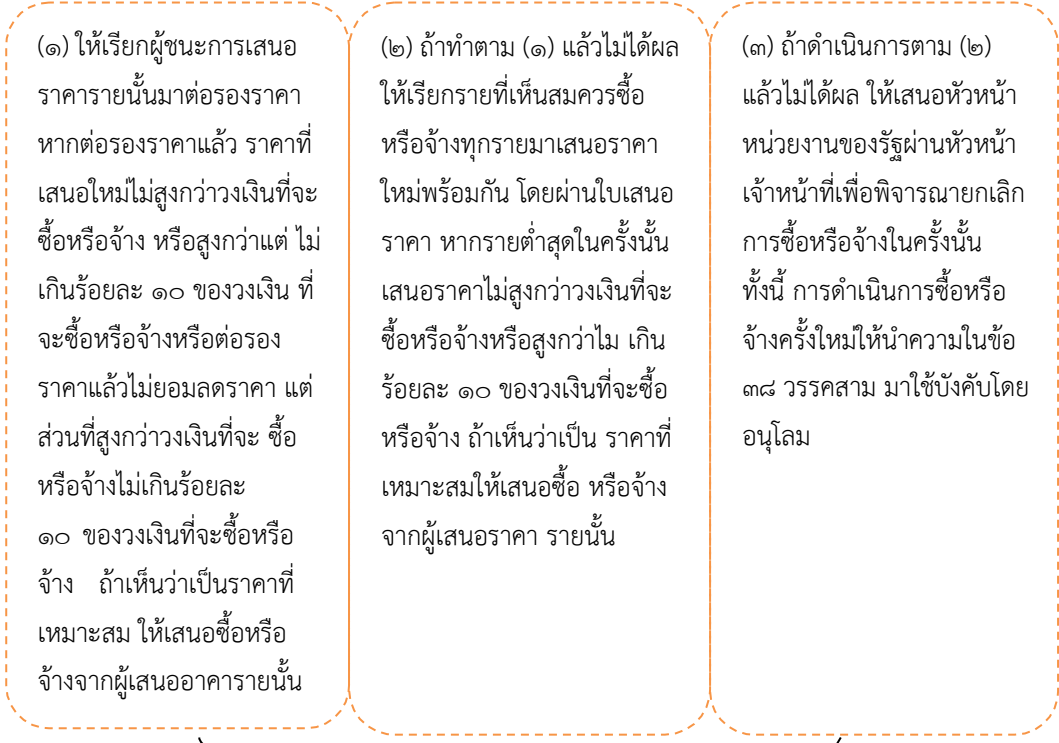 (๑) ให้เรียกผู้ชนะการเสนอ
ราคารายนั้นมาต่อรองราคา
หากต่อรองราคาแล้ว ราคาที่
เสนอใหม่ไม่สูงกว่าวงเงินที่จะ
ซื้อหรือจ้าง หรือสูงกว่าแต่ ไม่
เกินร้อยละ ๑๐ ของวงเงิน ที่
จะซื้อหรือจ้างหรือต่อรอง
ราคาแล้วไม่ยอมลดราคา แต่
ส่วนที่สูงกว่าวงเงินที่จะ ซื้อ
หรือจ้างไม่เกินร้อยละ
๑๐ ของวงเงินที่จะซื้อหรือ
จ้าง ถ้าเห็นว่าเป็นราคาที่
เหมาะสม ให้เสนอซื้อหรือ
จ้างจากผู้เสนออาคารายนั้น
(๒) ถ้าทำตาม (๑) แล้วไม่ได้ผล
ให้เรียกรายที่เห็นสมควรซื้อ
หรือจ้างทุกรายมาเสนอราคา
ใหม่พร้อมกัน โดยผ่านใบเสนอ
ราคา หากรายต่ำสุดในครั้งนั้น
เสนอราคาไม่สูงกว่าวงเงินที่จะ
ซื้อหรือจ้างหรือสูงกว่าไม เกิน
ร้อยละ ๑๐ ของวงเงินที่จะซื้อ
หรือจ้าง ถ้าเห็นว่าเป็น ราคาที่
เหมาะสมให้เสนอซื้อ หรือจ้าง
จากผู้เสนอราคา รายนั้น
(๓) ถ้าดำเนินการตาม (๒)
แล้วไม่ได้ผล ให้เสนอหัวหน้า
หน่วยงานของรัฐผ่านหัวหน้า
เจ้าหน้าที่เพื่อพิจารณายกเลิก
การซื้อหรือจ้างในครั้งนั้น
ทั้งนี้ การดำเนินการซื้อหรือ
จ้างครั้งใหม่ให้นำความในข้อ
๓๘ วรรคสาม มาใช้บังคับโดย
อนุโลม